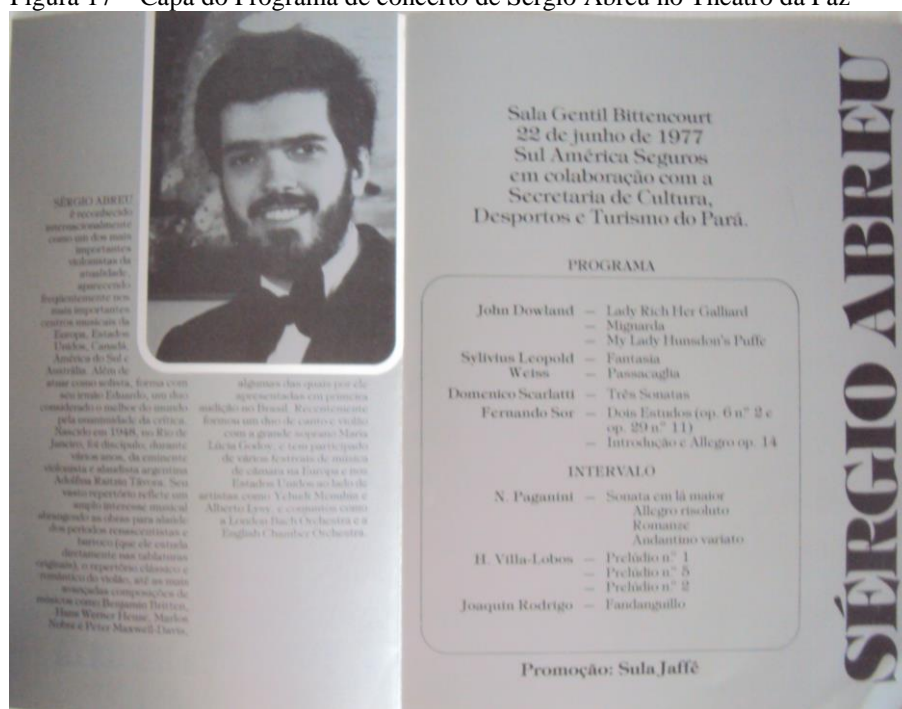 Figura 17 – Capa do Programa de concerto de Sérgio Abreu no Theatro da Paz
SÉRGIO ABREU
é reconhecido
internacionalmente
como um dos mais
importantes
violonistas da
atualidade,
aparecendo
freqüentemente nos
mais importantes
centros musicais da
Europa, Estados
Unidos, Canadá,
América do Sul e
Austrália. Além de
atuar como solista, forma com
seu irmão Eduardo, um duo
considerado o melhor do mundo
pela unanimidade da crítica.
Nascido em 1948, no Rio de
Janeiro, foi discípulo, durante
vários anos, da eminente
violonista e alaudista argentina
Adolfina Raitzin Távora. Seu
vasto repertório reflete um
amplo interesse musical
abrangendo as obras para alaúde
dos períodos renascentistas e
barroco (que ele estuda
diretamente nas tablaturas
originais), o repertório clássico e
romântico do violão, até as mais
avançadas composições de
músicos como Benjamin Britten,
Hans Werner Henze, Marlos
Nobre e Peter Maxwell-Davis,
algumas das quais por ele
apresentadas em primeira
audição no Brasil. Recentemente
formou um duo de canto e violão
com a grande soprano Maria
Lúcia Godoy, e tem participado
de vários festivais de música
de câmara na Europa e nos
Estados Unidos ao lado de
artistas como Yehudi Menuhin e
Alberto Lysy, e conjuntos como
a London Bach Orchestra e a
English Chamber Orchestra.
Sala Gentil Bittencourt
22 de junho de 1977
Sul América Seguros
em colaboração com a
Secretaria de Cultura,
Desportos e Turismo do Pará.
PROGRAMA
John Dowland – Lady Rich Her Galliard
– Mignarda
– My Lady Hunsdon's Puffe
Sylivius Leopold – Fantasia
Weiss – Passacaglia
Domenico Scarlatti – Três Sonatas
Fernando Sor – Dois Estudos (op. 6 n.º 2 e
op. 29 n.º 11)
– Introdução e Allegro op. 14
INTERVALO
N. Paganini – Sonata em lá maior
Allegro risoluto
Romanze
Andantino variato
H. Villa-Lobos – Prelúdio n.º 1
– Prelúdio n.º 5
– Prelúdio n.º 2
Joaquin Rodrigo – Fandanguillo
Promoção: Sula Jaffé
SÉRGIO ABREU